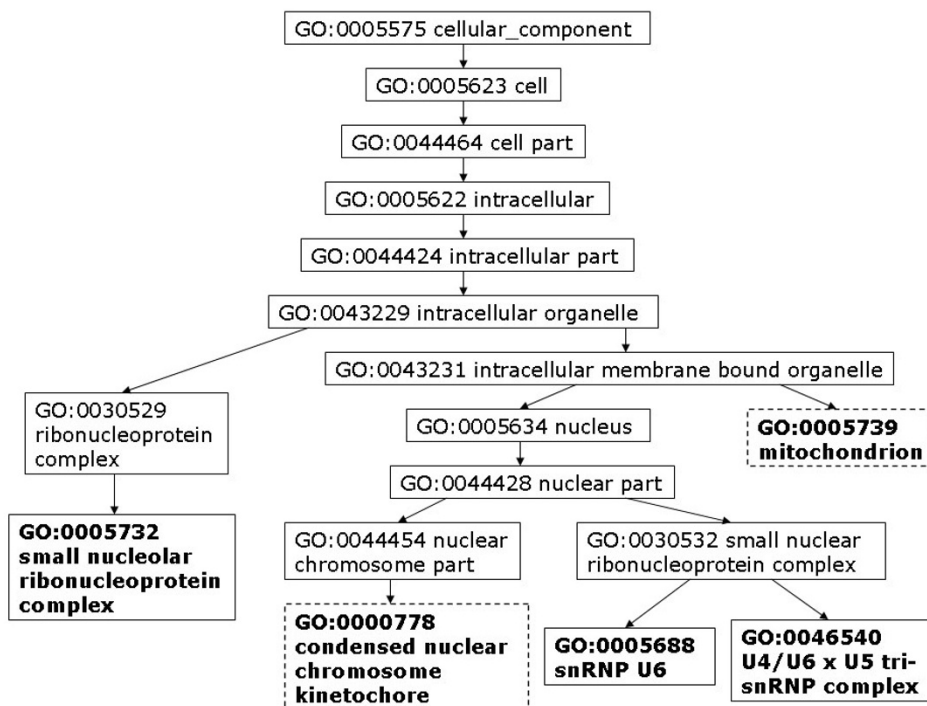 GO:0005575 cellular_component
GO:0005623 cell
GO:0044464 cell part
GO:0005622 intracellular
GO:0044424 intracellular part
GO:0043229 intracellular organelle
GO:0043231 intracellular membrane bound organelle
GO:0030529
ribonucleoprotein
complex
GO:0005634 nucleus
GO:0005739
mitochondrion
GO:0044428 nuclear part
GO:0005732
small nucleolar
ribonucleoprotein
complex
GO:0044454 nuclear
chromosome part
GO:0030532 small nuclear
ribonucleoprotein complex
GO:0000778
condensed nuclear
chromosome
kinetochore
GO:0005688
snRNP U6
GO:0046540
U4/U6 x U5 tri-
snRNP complex